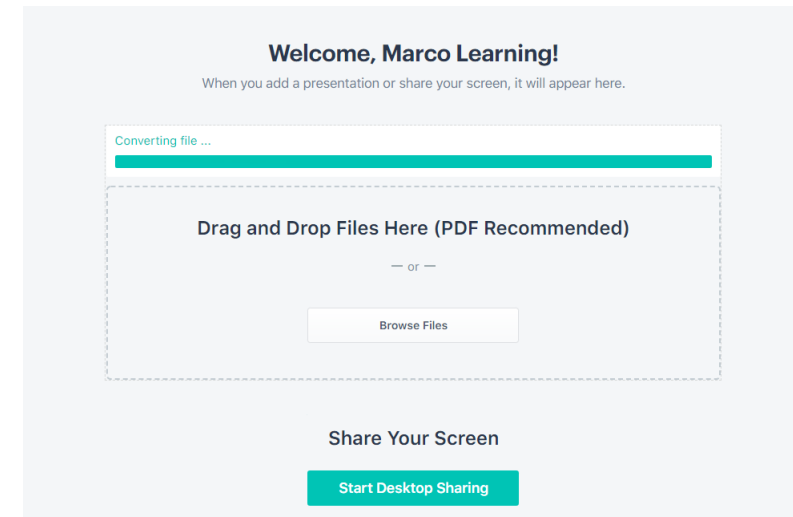 Welcome, Marco Learning!
When you add a presentation or share your screen, it will appear here.
Converting file ...
Drag and Drop Files Here (PDF Recommended)
— or —
Browse Files
Share Your Screen
Start Desktop Sharing